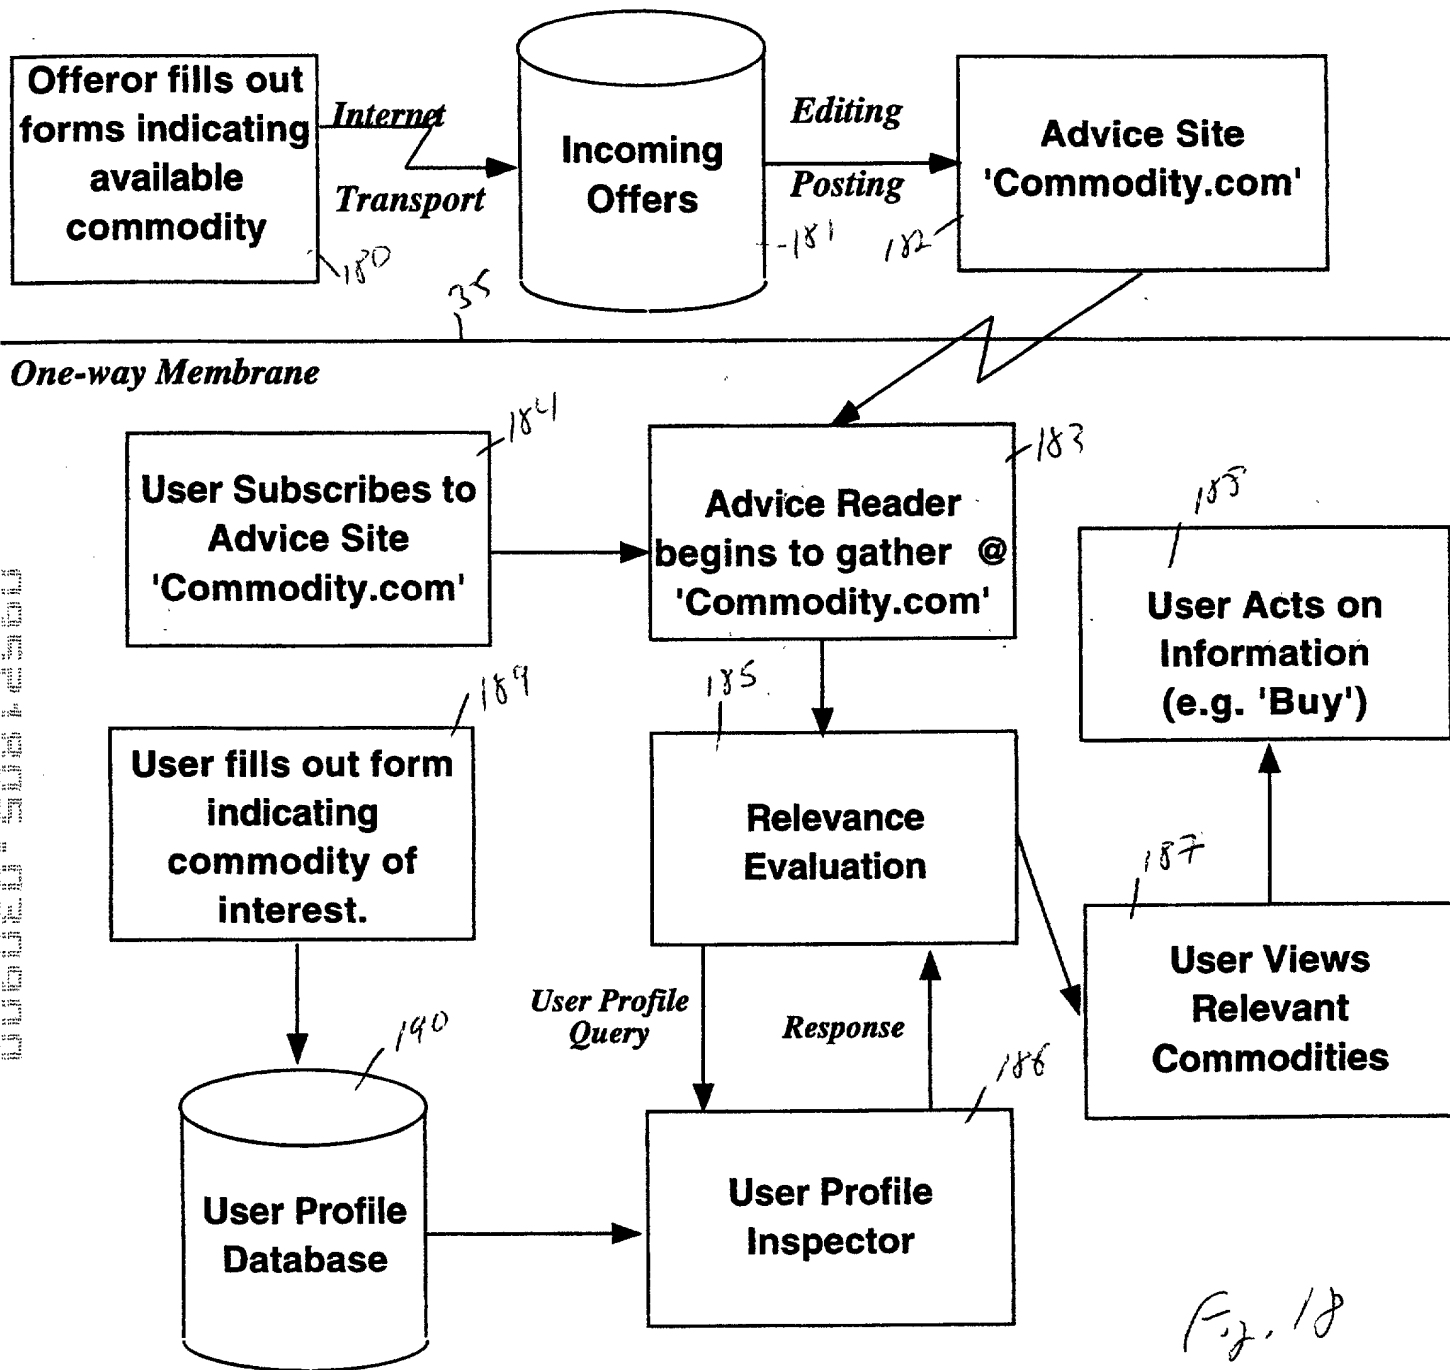 Offeror fills out
forms indicating
available
commodity
180
Internet
Transport
Incoming
Offers
181
Editing
Posting
Advice Site
'Commodity.com'
182
35
One-way Membrane
User Subscribes to
Advice Site
'Commodity.com'
184
Advice Reader
begins to gather @
'Commodity.com'
183
User Acts on
Information
(e.g. 'Buy')
User fills out form
indicating
commodity of
interest.
189
Relevance
Evaluation
185
User Views
Relevant
Commodities
187
User Profile
Query
Response
User Profile
Database
190
User Profile
Inspector
186
Fig. 18